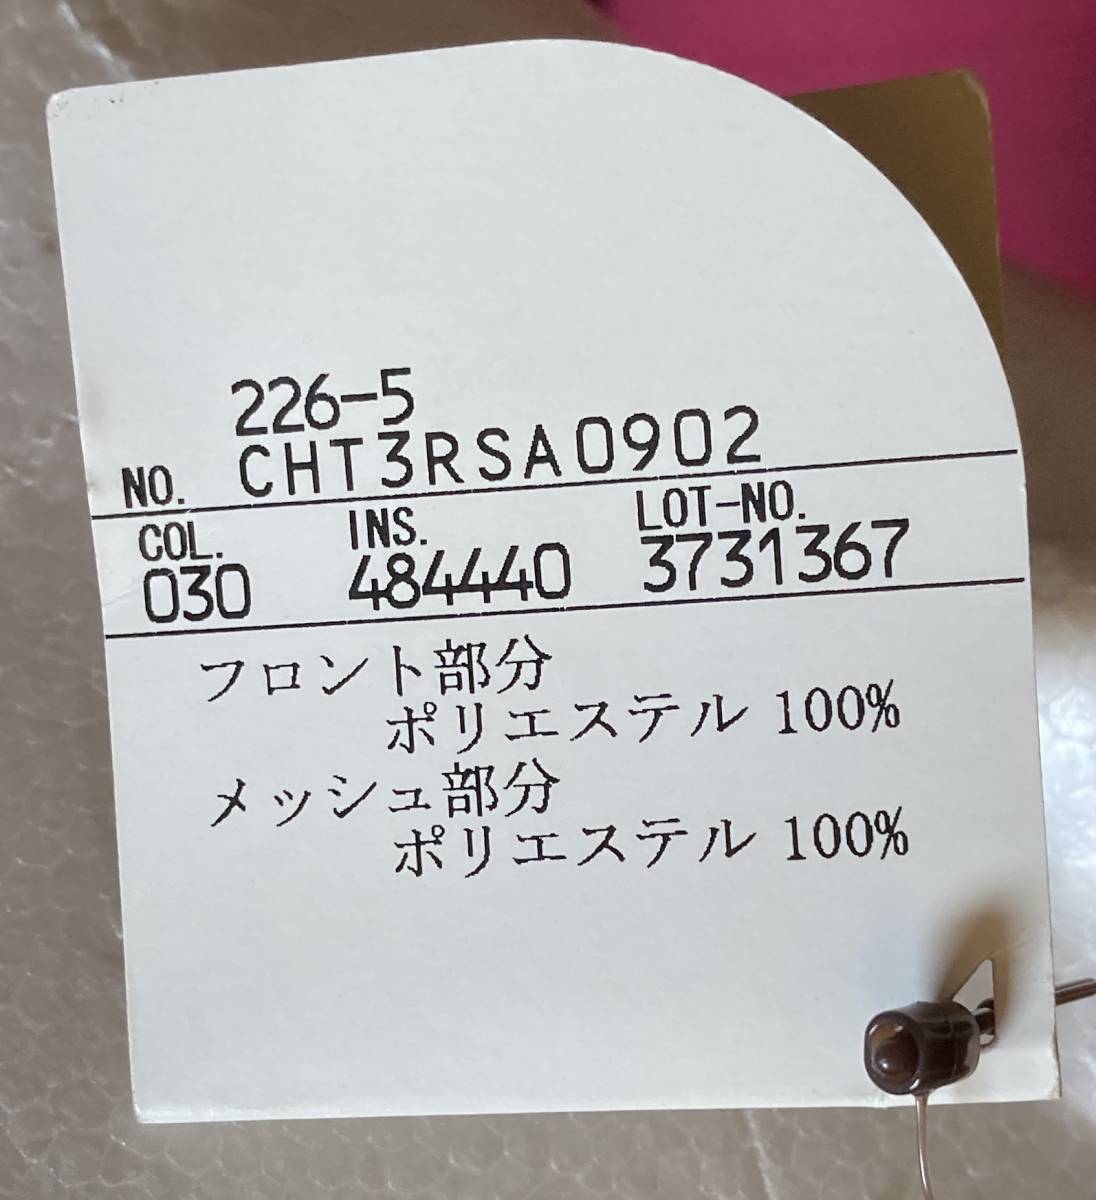 226-5
NO. CHT3RSA0902
COL. INS. LOT-NO.
030 484440 3731367
フロント部分
ポリエステル 100%
メッシュ部分
ポリエステル 100%